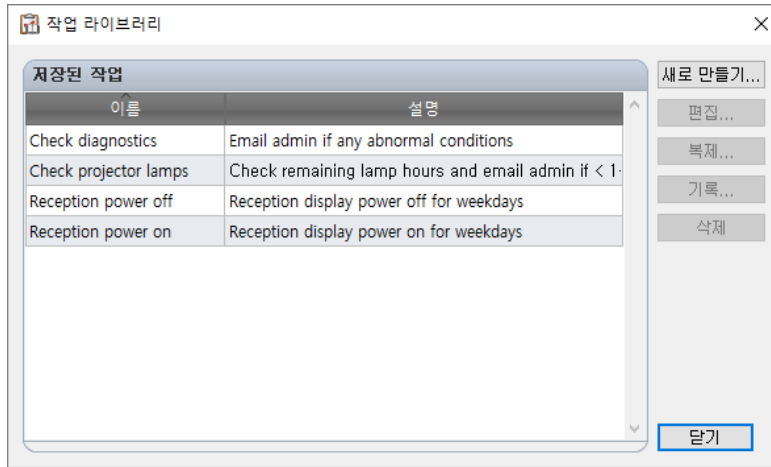 작업 라이브러리
저장된 작업
새로 만들기...
이름 설명
편집...
Check diagnostics Email admin if any abnormal conditions
복제...
Check projector lamps Check remaining lamp hours and email admin if < 1
기록...
Reception power off Reception display power off for weekdays
삭제
Reception power on Reception display power on for weekdays
닫기